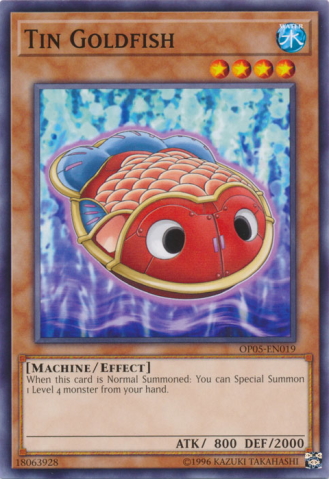 TIN GOLDFISH
WATER
水
OP05-EN019
[MACHINE/EFFECT]
When this card is Normal Summoned: You can Special Summon
1 Level 4 monster from your hand.
ATK/ 800 DEF/2000
18063928
©1996 KAZUKI TAKAHASHI